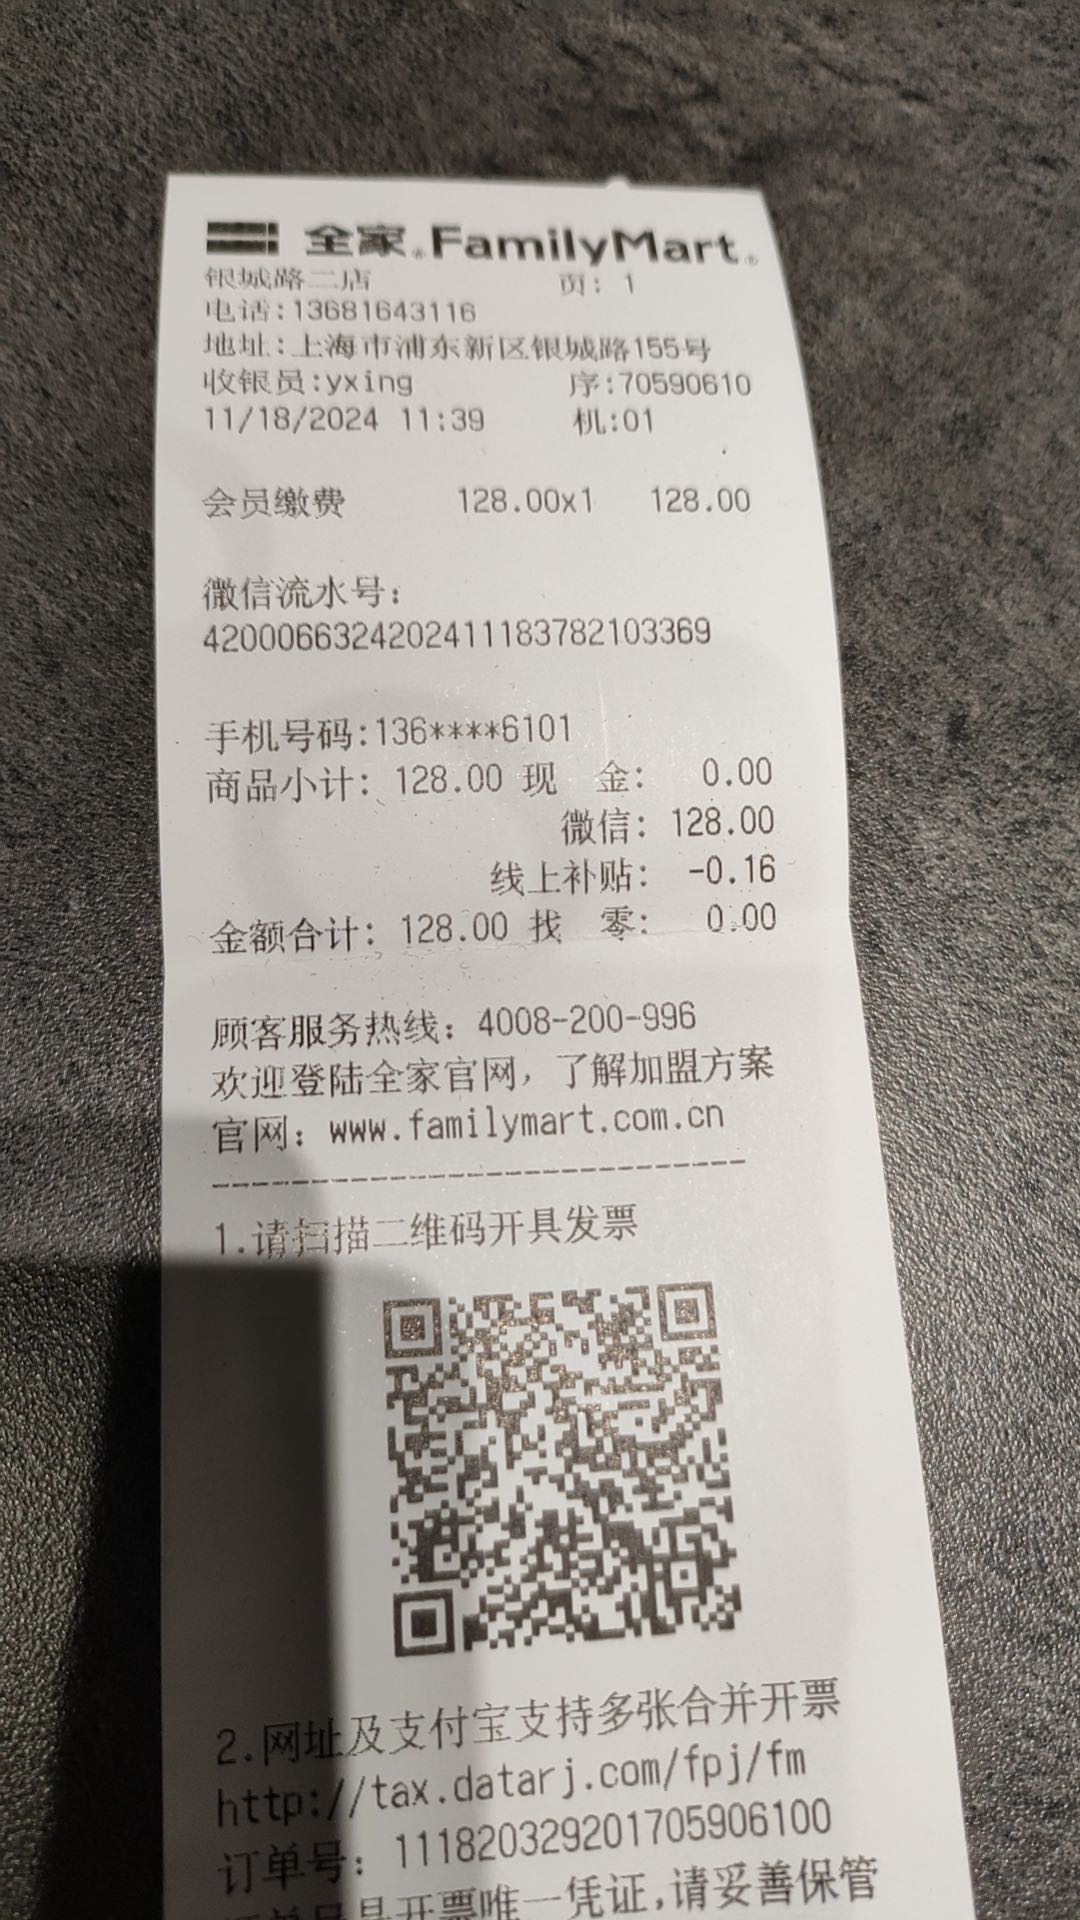 全家®FamilyMart®
银城路二店 页: 1
电话:13681643116
地址:上海市浦东新区银城路155号
收银员:yxing 序:70590610
11/18/2024 11:39 机:01
会员缴费 128.00x1 128.00
微信流水号:
4200066324202411183782103369
手机号码:136****6101
商品小计: 128.00 现 金: 0.00
微信: 128.00
线上补贴: -0.16
金额合计: 128.00 找 零: 0.00
顾客服务热线: 4008-200-996
欢迎登陆全家官网，了解加盟方案
官网: www.familymart.com.cn
--------------------------------
1.请扫描二维码开具发票
2.网址及支付宝支持多张合并开票
http://tax.datarj.com/fpj/fm
订单号: 111820329201705906100
订单号是开票唯一凭证,请妥善保管